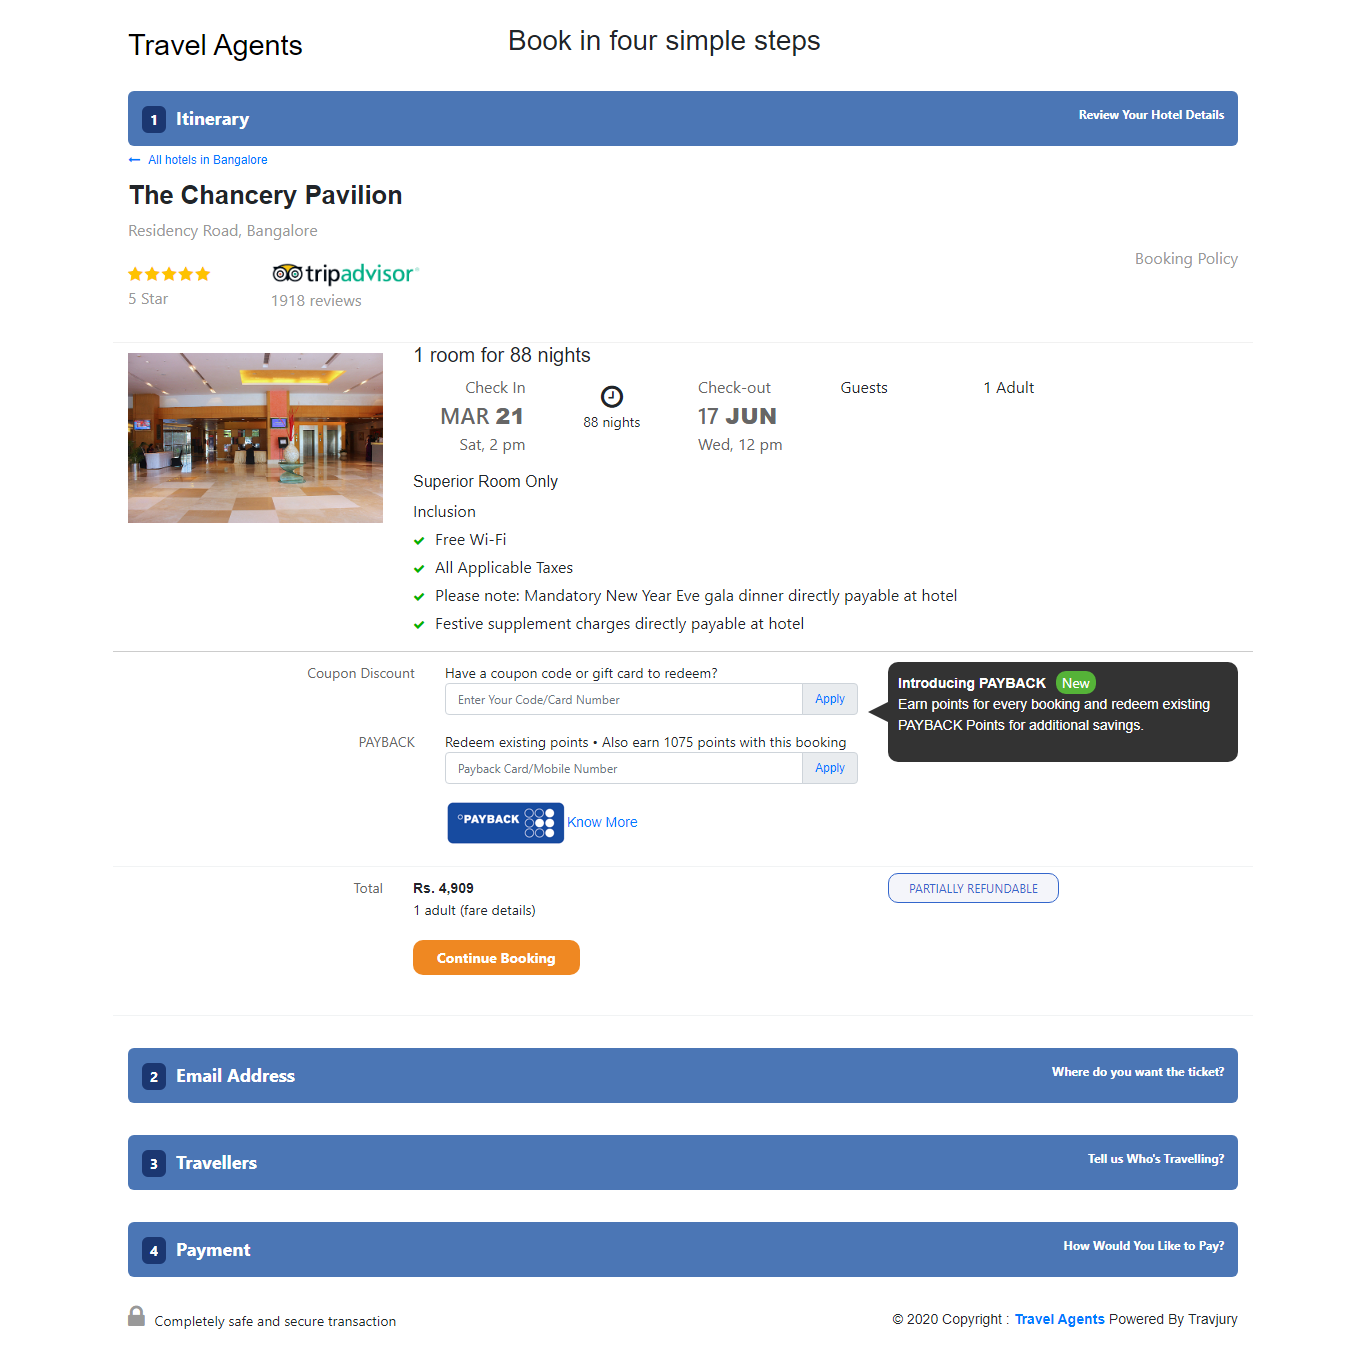 Travel Agents
Book in four simple steps
1 Itinerary
Review Your Hotel Details
← All hotels in Bangalore
The Chancery Pavilion
Residency Road, Bangalore
Booking Policy
tripadvisor
5 Star
1918 reviews
1 room for 88 nights
Check In
MAR 21
Sat, 2 pm
88 nights
Check-out
17 JUN
Wed, 12 pm
Guests
1 Adult
Superior Room Only
Inclusion
Free Wi-Fi
All Applicable Taxes
Please note: Mandatory New Year Eve gala dinner directly payable at hotel
Festive supplement charges directly payable at hotel
Coupon Discount
Have a coupon code or gift card to redeem?
Enter Your Code/Card Number
Apply
Introducing PAYBACK New
Earn points for every booking and redeem existing
PAYBACK Points for additional savings.
PAYBACK
Redeem existing points • Also earn 1075 points with this booking
Payback Card/Mobile Number
Apply
PAYBACK
Know More
Total
Rs. 4,909
1 adult (fare details)
PARTIALLY REFUNDABLE
Continue Booking
2 Email Address
Where do you want the ticket?
3 Travellers
Tell us Who's Travelling?
4 Payment
How Would You Like to Pay?
Completely safe and secure transaction
© 2020 Copyright : Travel Agents Powered By Travjury